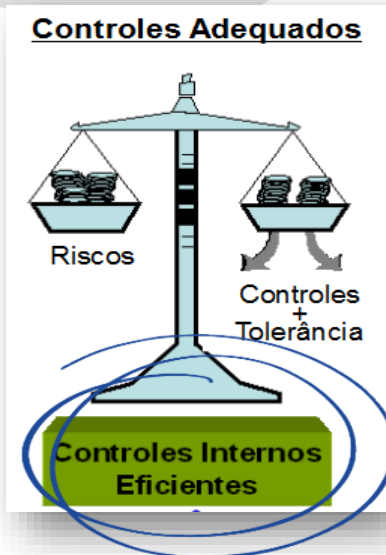 Controles Adequados
Riscos
Controles
+
Tolerância
Controles Internos
Eficientes